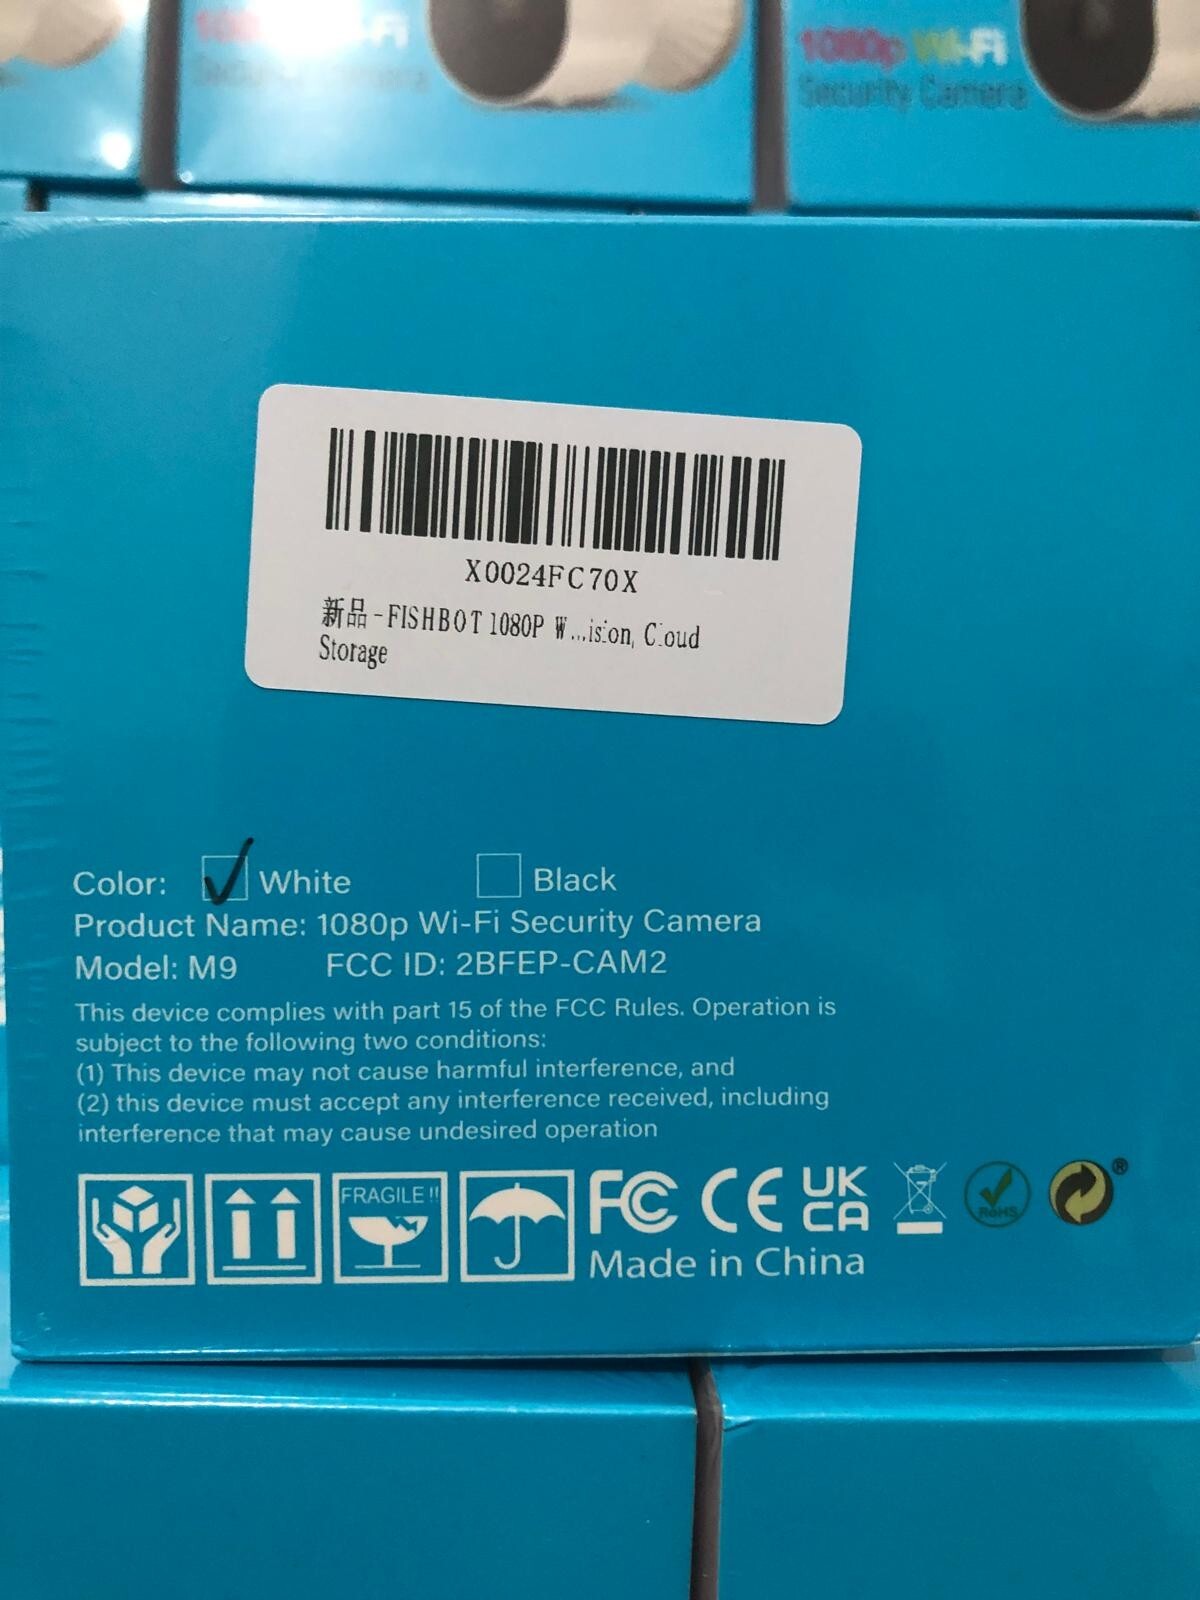 1080p Wi-Fi
Security Camera
X0024FC70X
新品-FISHBOT 1080P W...ision, Cloud
Storage
Color: White Black
Product Name: 1080p Wi-Fi Security Camera
Model: M9 FCC ID: 2BFEP-CAM2
This device complies with part 15 of the FCC Rules. Operation is
subject to the following two conditions:
(1) This device may not cause harmful interference, and
(2) this device must accept any interference received, including
interference that may cause undesired operation
FRAGILE !!
FC CE UK
CA
RoHS
®
Made in China